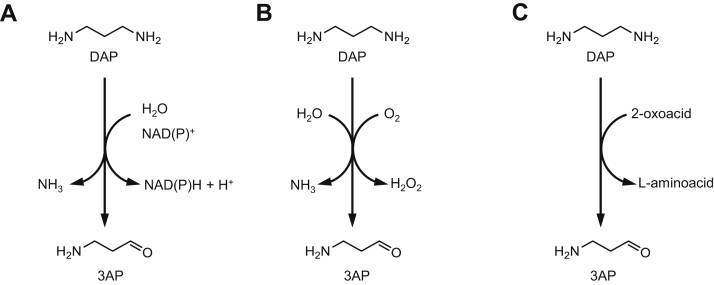 A
H₂N NH₂
DAP
H₂O
NAD(P)⁺
NH₃
NAD(P)H + H⁺
H₂N O
3AP
B
H₂N NH₂
DAP
H₂O O₂
NH₃ H₂O₂
H₂N O
3AP
C
H₂N NH₂
DAP
2-oxoacid
L-aminoacid
H₂N O
3AP